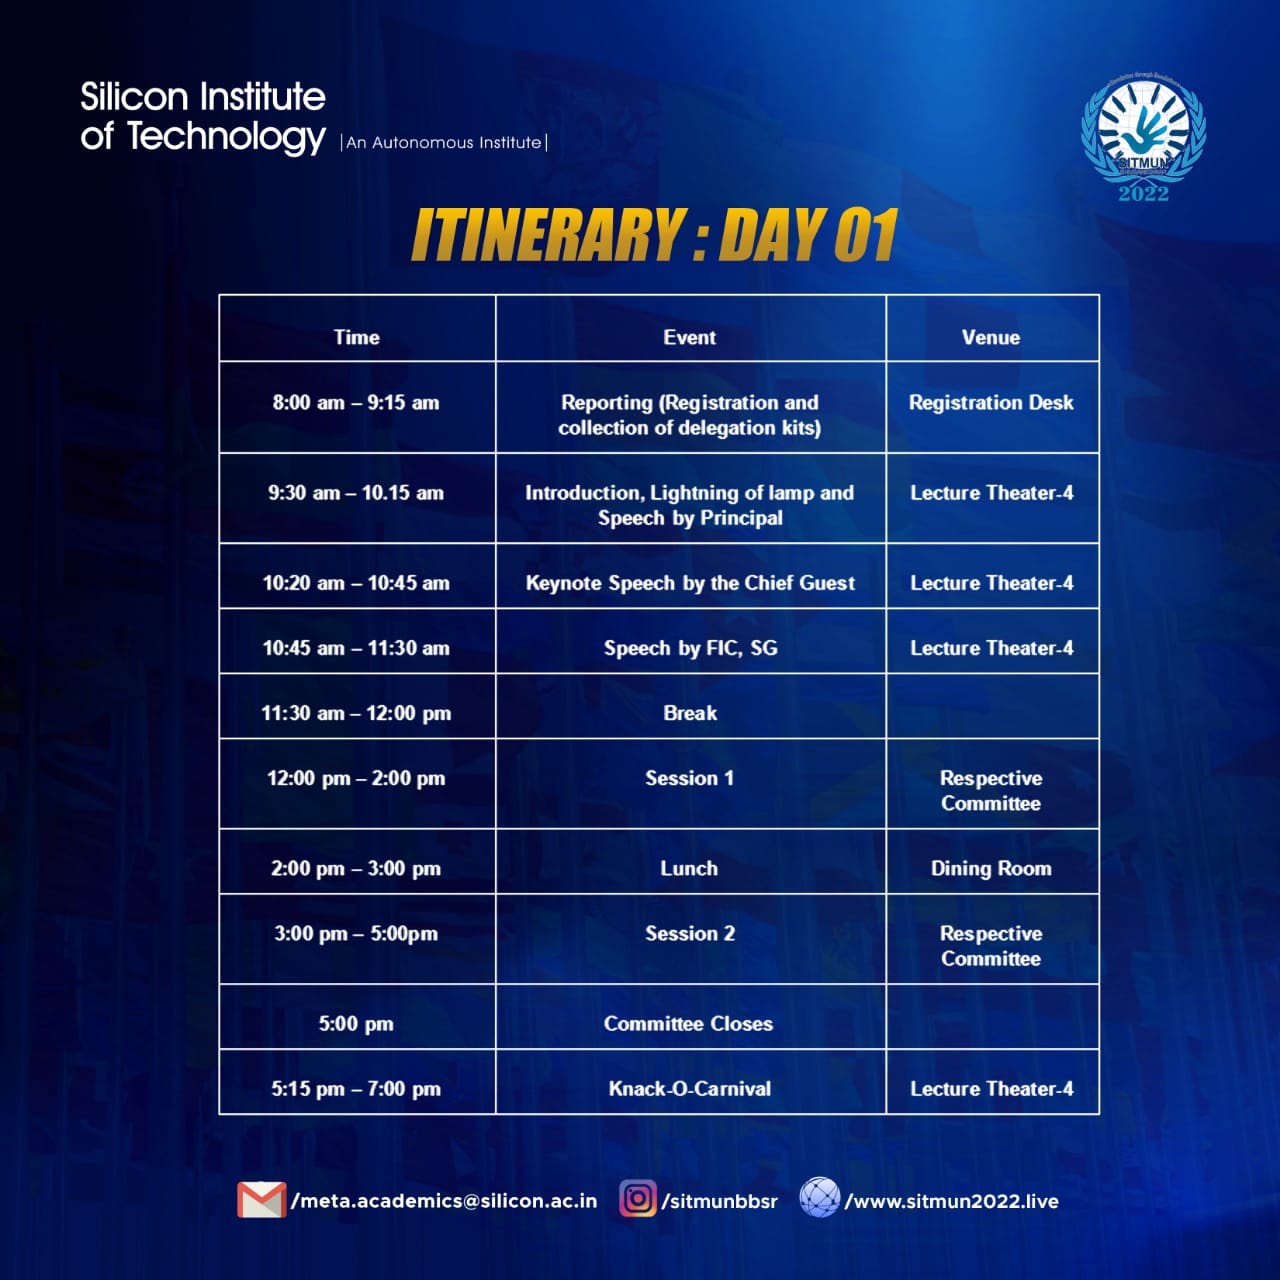 Silicon Institute
of Technology |An Autonomous Institute|
SITMUN
2022
ITINERARY : DAY 01
Time Event Venue
8:00 am – 9:15 am Reporting (Registration and Registration Desk
collection of delegation kits)
9:30 am – 10.15 am Introduction, Lightning of lamp and Lecture Theater-4
Speech by Principal
10:20 am – 10:45 am Keynote Speech by the Chief Guest Lecture Theater-4
10:45 am – 11:30 am Speech by FIC, SG Lecture Theater-4
11:30 am – 12:00 pm Break
12:00 pm – 2:00 pm Session 1 Respective
Committee
2:00 pm – 3:00 pm Lunch Dining Room
3:00 pm – 5:00pm Session 2 Respective
Committee
5:00 pm Committee Closes
5:15 pm – 7:00 pm Knack-O-Carnival Lecture Theater-4
/meta.academics@silicon.ac.in /sitmunbbsr /www.sitmun2022.live